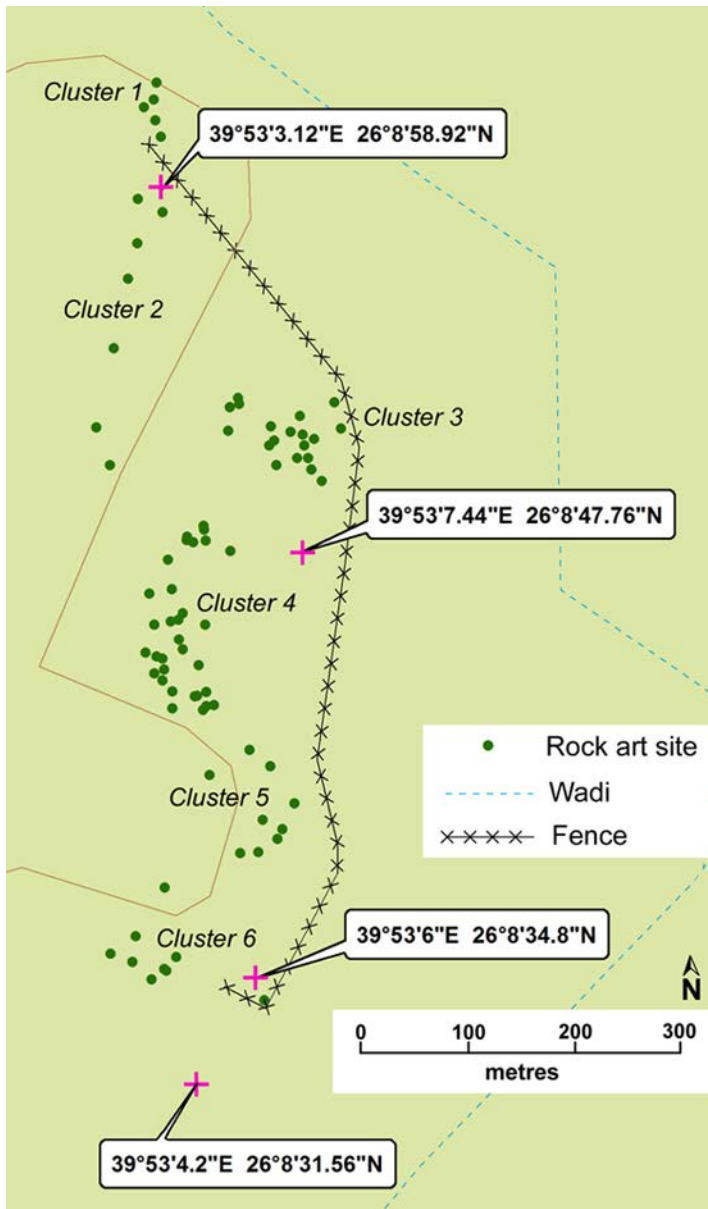 Cluster 1
39°53'3.12"E 26°8'58.92"N
Cluster 2
Cluster 3
39°53'7.44"E 26°8'47.76"N
Cluster 4
Rock art site
Wadi
Fence
Cluster 5
39°53'6"E 26°8'34.8"N
Cluster 6
N
0 100 200 300
metres
39°53'4.2"E 26°8'31.56"N